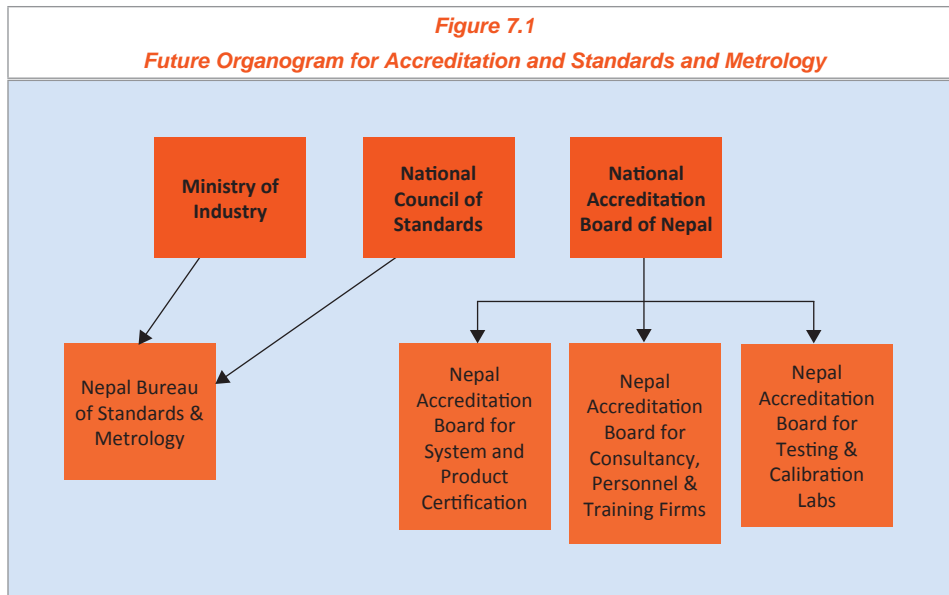 Figure 7.1
Future Organogram for Accreditation and Standards and Metrology
Ministry of
Industry
National
Council of
Standards
National
Accreditation
Board of Nepal
Nepal Bureau
of Standards &
Metrology
Nepal
Accreditation
Board for
System and
Product
Certification
Nepal
Accreditation
Board for
Consultancy,
Personnel &
Training Firms
Nepal
Accreditation
Board for
Testing &
Calibration
Labs